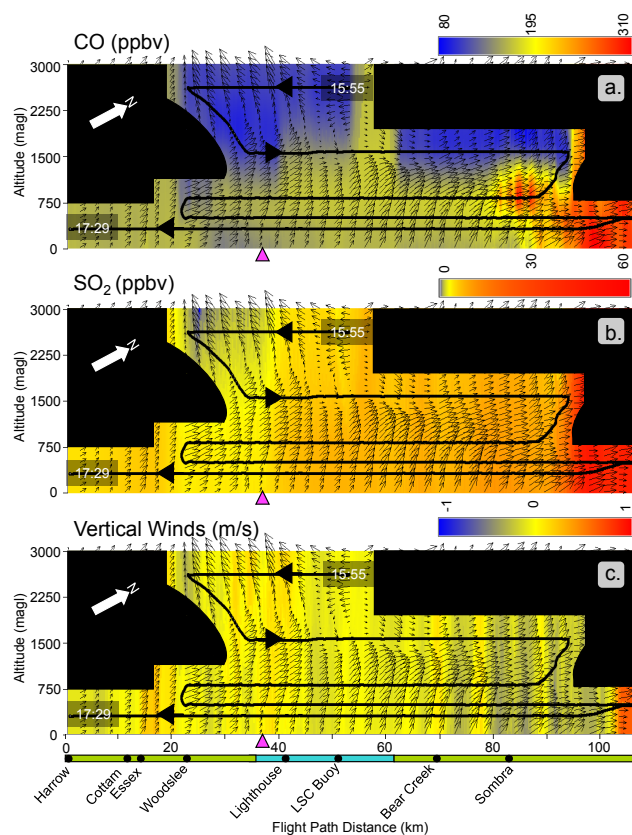 CO (ppbv)
80
195
310
3000
2250
1500
750
0
Altitude (magl)
N
15:55
17:29
a.
SO2 (ppbv)
0
30
60
3000
2250
1500
750
0
Altitude (magl)
N
15:55
17:29
b.
Vertical Winds (m/s)
-1
0
1
3000
2250
1500
750
0
Altitude (magl)
N
15:55
17:29
c.
0 20 40 60 80 100
Harrow
Cottam
Essex
Woodslee
Lighthouse
LSC Buoy
Bear Creek
Sombra
Flight Path Distance (km)